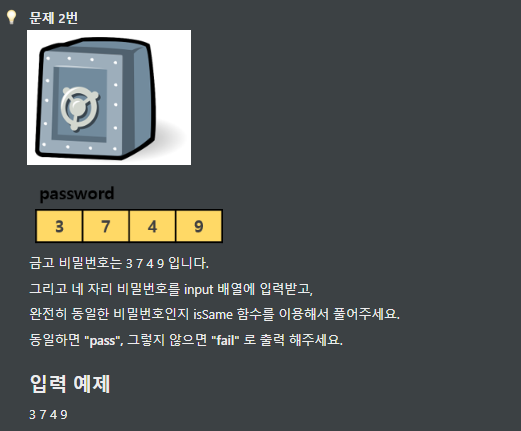 문제 2번
password
3 7 4 9
금고 비밀번호는 3 7 4 9 입니다.
그리고 네 자리 비밀번호를 input 배열에 입력받고,
완전히 동일한 비밀번호인지 isSame 함수를 이용해서 풀어주세요.
동일하면 "pass", 그렇지 않으면 "fail" 로 출력 해주세요.
입력 예제
3 7 4 9